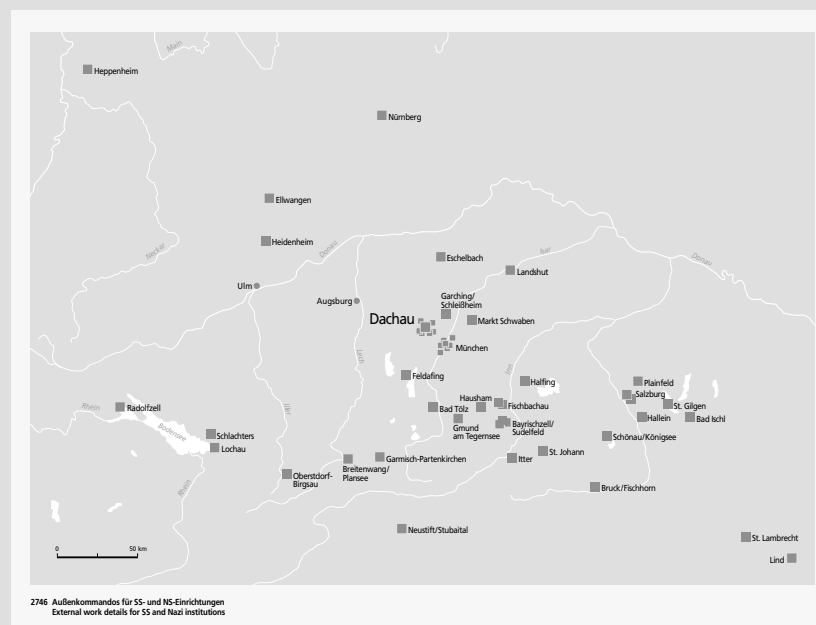 Main
Heppenheim
Nürnberg
Ellwangen
Neckar
Heidenheim
Donau
Isar
Donau
Eschelbach
Landshut
Ulm
Augsburg
Garching/
Schleißheim
Dachau
Markt Schwaben
München
Lech
Inn
Feldafing
Halfing
Plainfeld
Salzburg
Hausham
Fischbachau
St. Gilgen
Rhein
Radolfzell
Iller
Bad Tölz
Hallein
Bad Ischl
Gmund
am Tegernsee
Bayrischzell/
Sudelfeld
Bodensee
Schlachters
Schönau/Königsee
Lochau
Garmisch-Partenkirchen
Itter
St. Johann
Breitenwang/
Plansee
Oberstdorf-
Birgsau
Rhein
Bruck/Fischhorn
Neustift/Stubaital
St. Lambrecht
Lind
0 50 km
2746 Außenkommandos für SS- und NS-Einrichtungen
External work details for SS and Nazi institutions